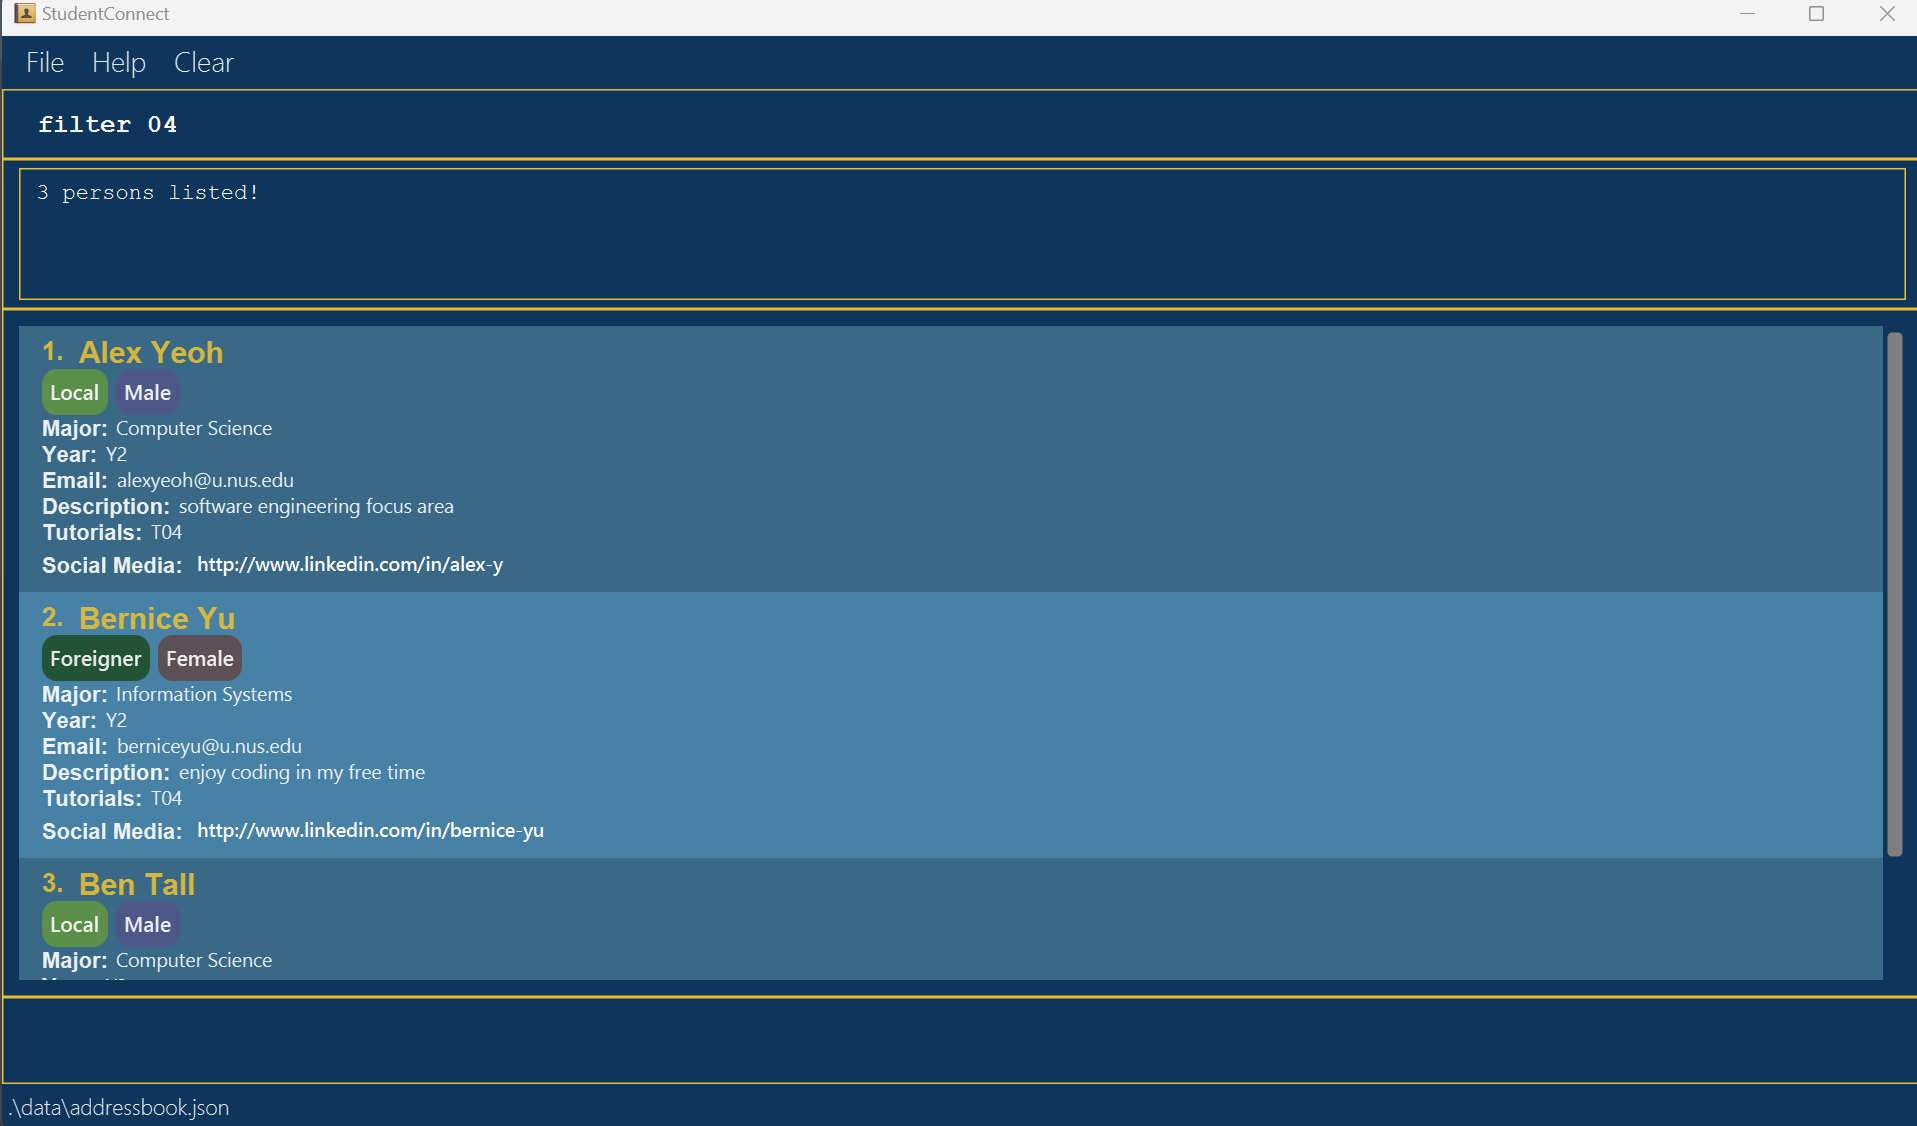 StudentConnect
File Help Clear
filter 04
3 persons listed!
1. Alex Yeoh
Local Male
Major: Computer Science
Year: Y2
Email: alexyeoh@u.nus.edu
Description: software engineering focus area
Tutorials: T04
Social Media: http://www.linkedin.com/in/alex-y
2. Bernice Yu
Foreigner Female
Major: Information Systems
Year: Y2
Email: berniceyu@u.nus.edu
Description: enjoy coding in my free time
Tutorials: T04
Social Media: http://www.linkedin.com/in/bernice-yu
3. Ben Tall
Local Male
Major: Computer Science
.\data\addressbook.json